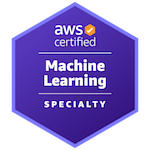 aws
certified
Machine
Learning
SPECIALTY